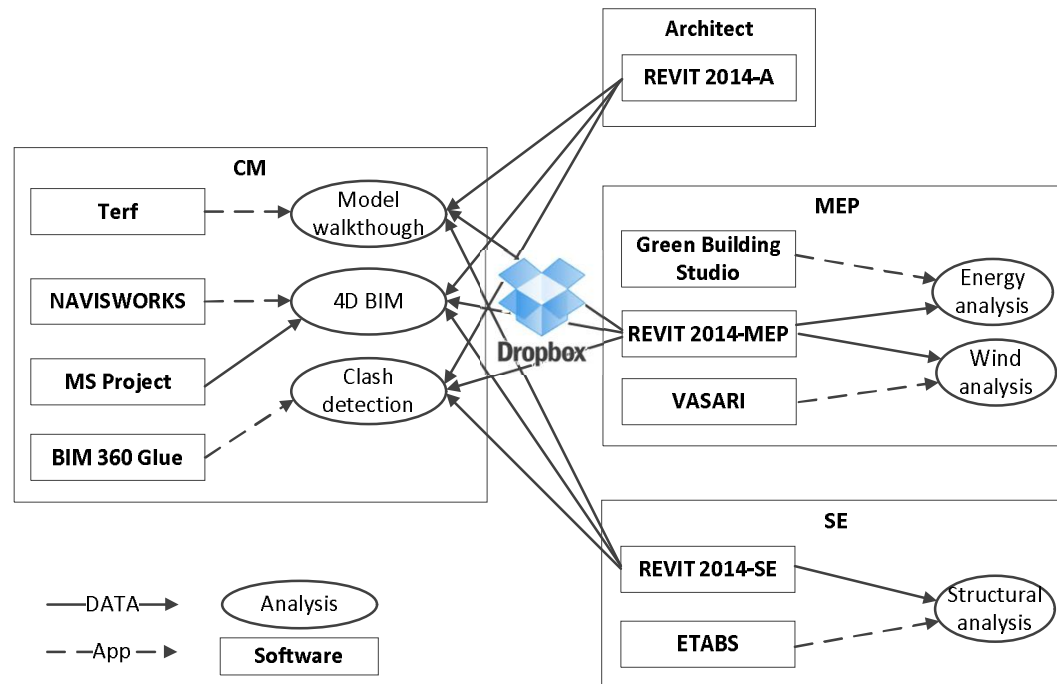 Architect
REVIT 2014-A
CM
Terf
Model
walkthough
NAVISWORKS
4D BIM
MS Project
Clash
detection
BIM 360 Glue
Dropbox
MEP
Green Building
Studio
Energy
analysis
REVIT 2014-MEP
Wind
analysis
VASARI
SE
REVIT 2014-SE
Structural
analysis
ETABS
DATA
Analysis
App
Software